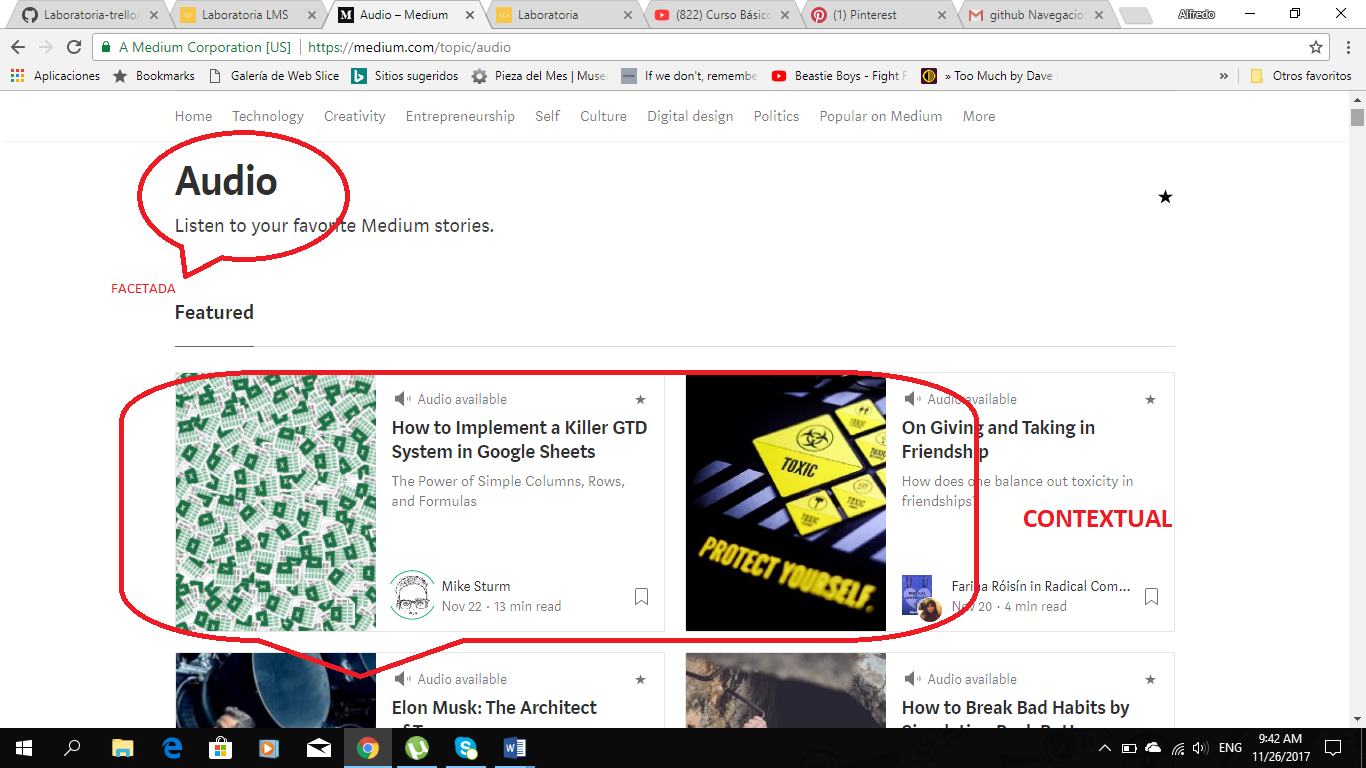 Laboratoria-trello/
Laboratoria LMS
Audio – Medium
Laboratoria
(822) Curso Básico
(1) Pinterest
github Navegacion
Alfredo
A Medium Corporation [US]
https://medium.com/topic/audio
Aplicaciones
Bookmarks
Galería de Web Slice
Sitios sugeridos
Pieza del Mes | Muse
If we don't, remembe
Beastie Boys - Fight F
» Too Much by Dave
»
Otros favoritos
Home Technology Creativity Entrepreneurship Self Culture Digital design Politics Popular on Medium More
Audio
Listen to your favorite Medium stories.
FACETADA
Featured
Audio available
How to Implement a Killer GTD
System in Google Sheets
The Power of Simple Columns, Rows,
and Formulas
Mike Sturm
Nov 22 · 13 min read
TOXIC
TOXIC
TOXIC
PROTECT YOURSELF.
Audio available
On Giving and Taking in
Friendship
How does one balance out toxicity in
friendships?
CONTEXTUAL
Fariha Róisín in Radical Com...
Nov 20 · 4 min read
Audio available
Elon Musk: The Architect
Audio available
How to Break Bad Habits by
ENG
9:42 AM
11/26/2017